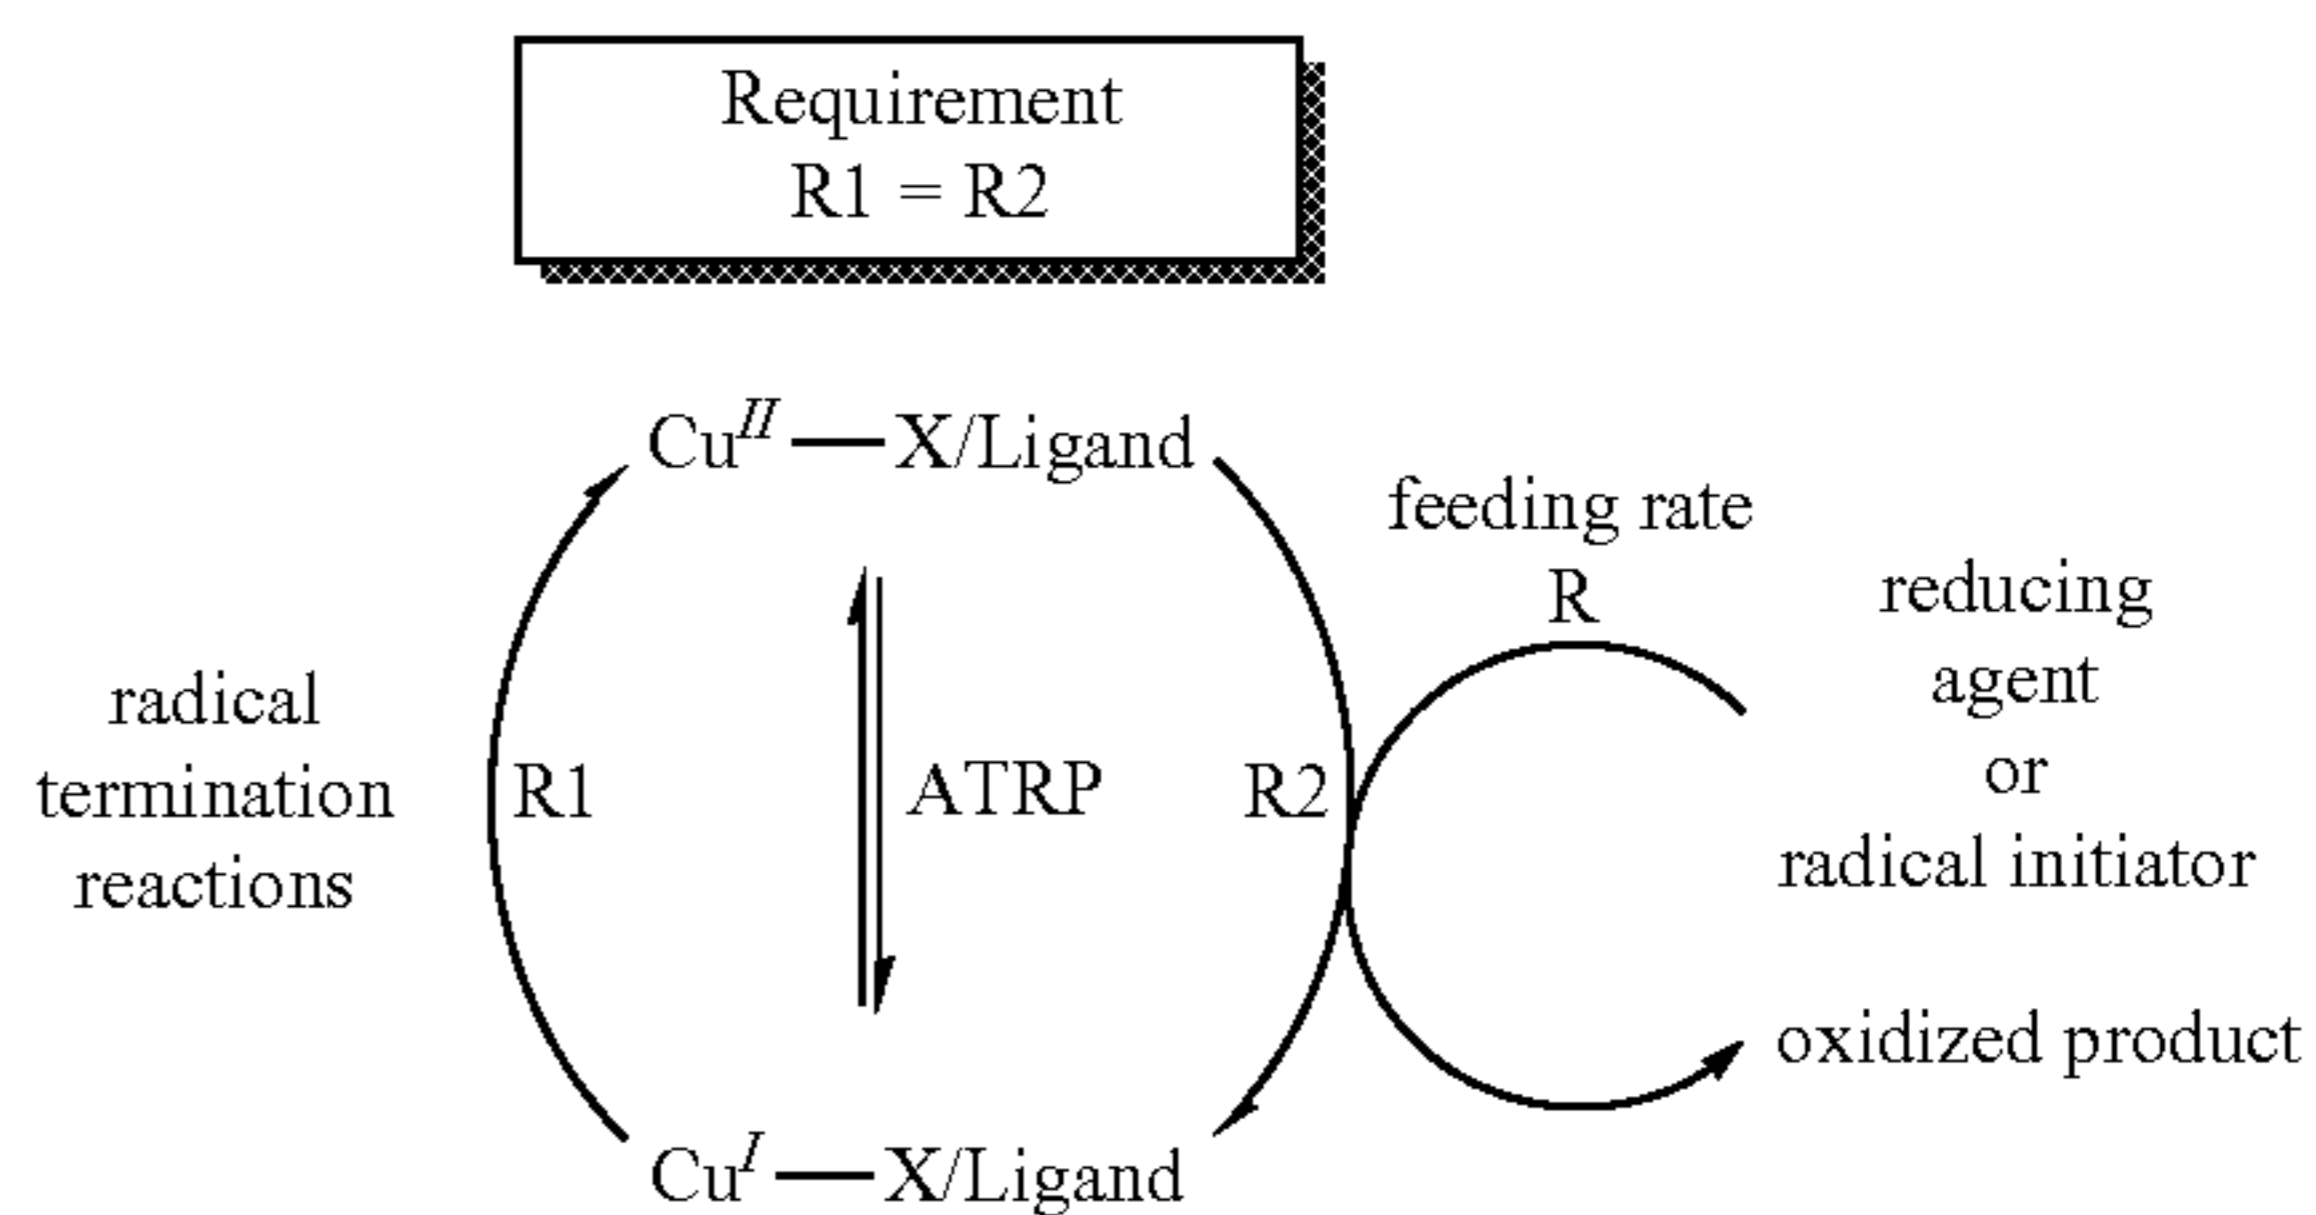 Requirement
R1 = R2
Cu^II—X/Ligand
feeding rate
R
reducing
agent
or
radical initiator
radical
termination
reactions
R1
ATRP
R2
oxidized product
Cu^I—X/Ligand